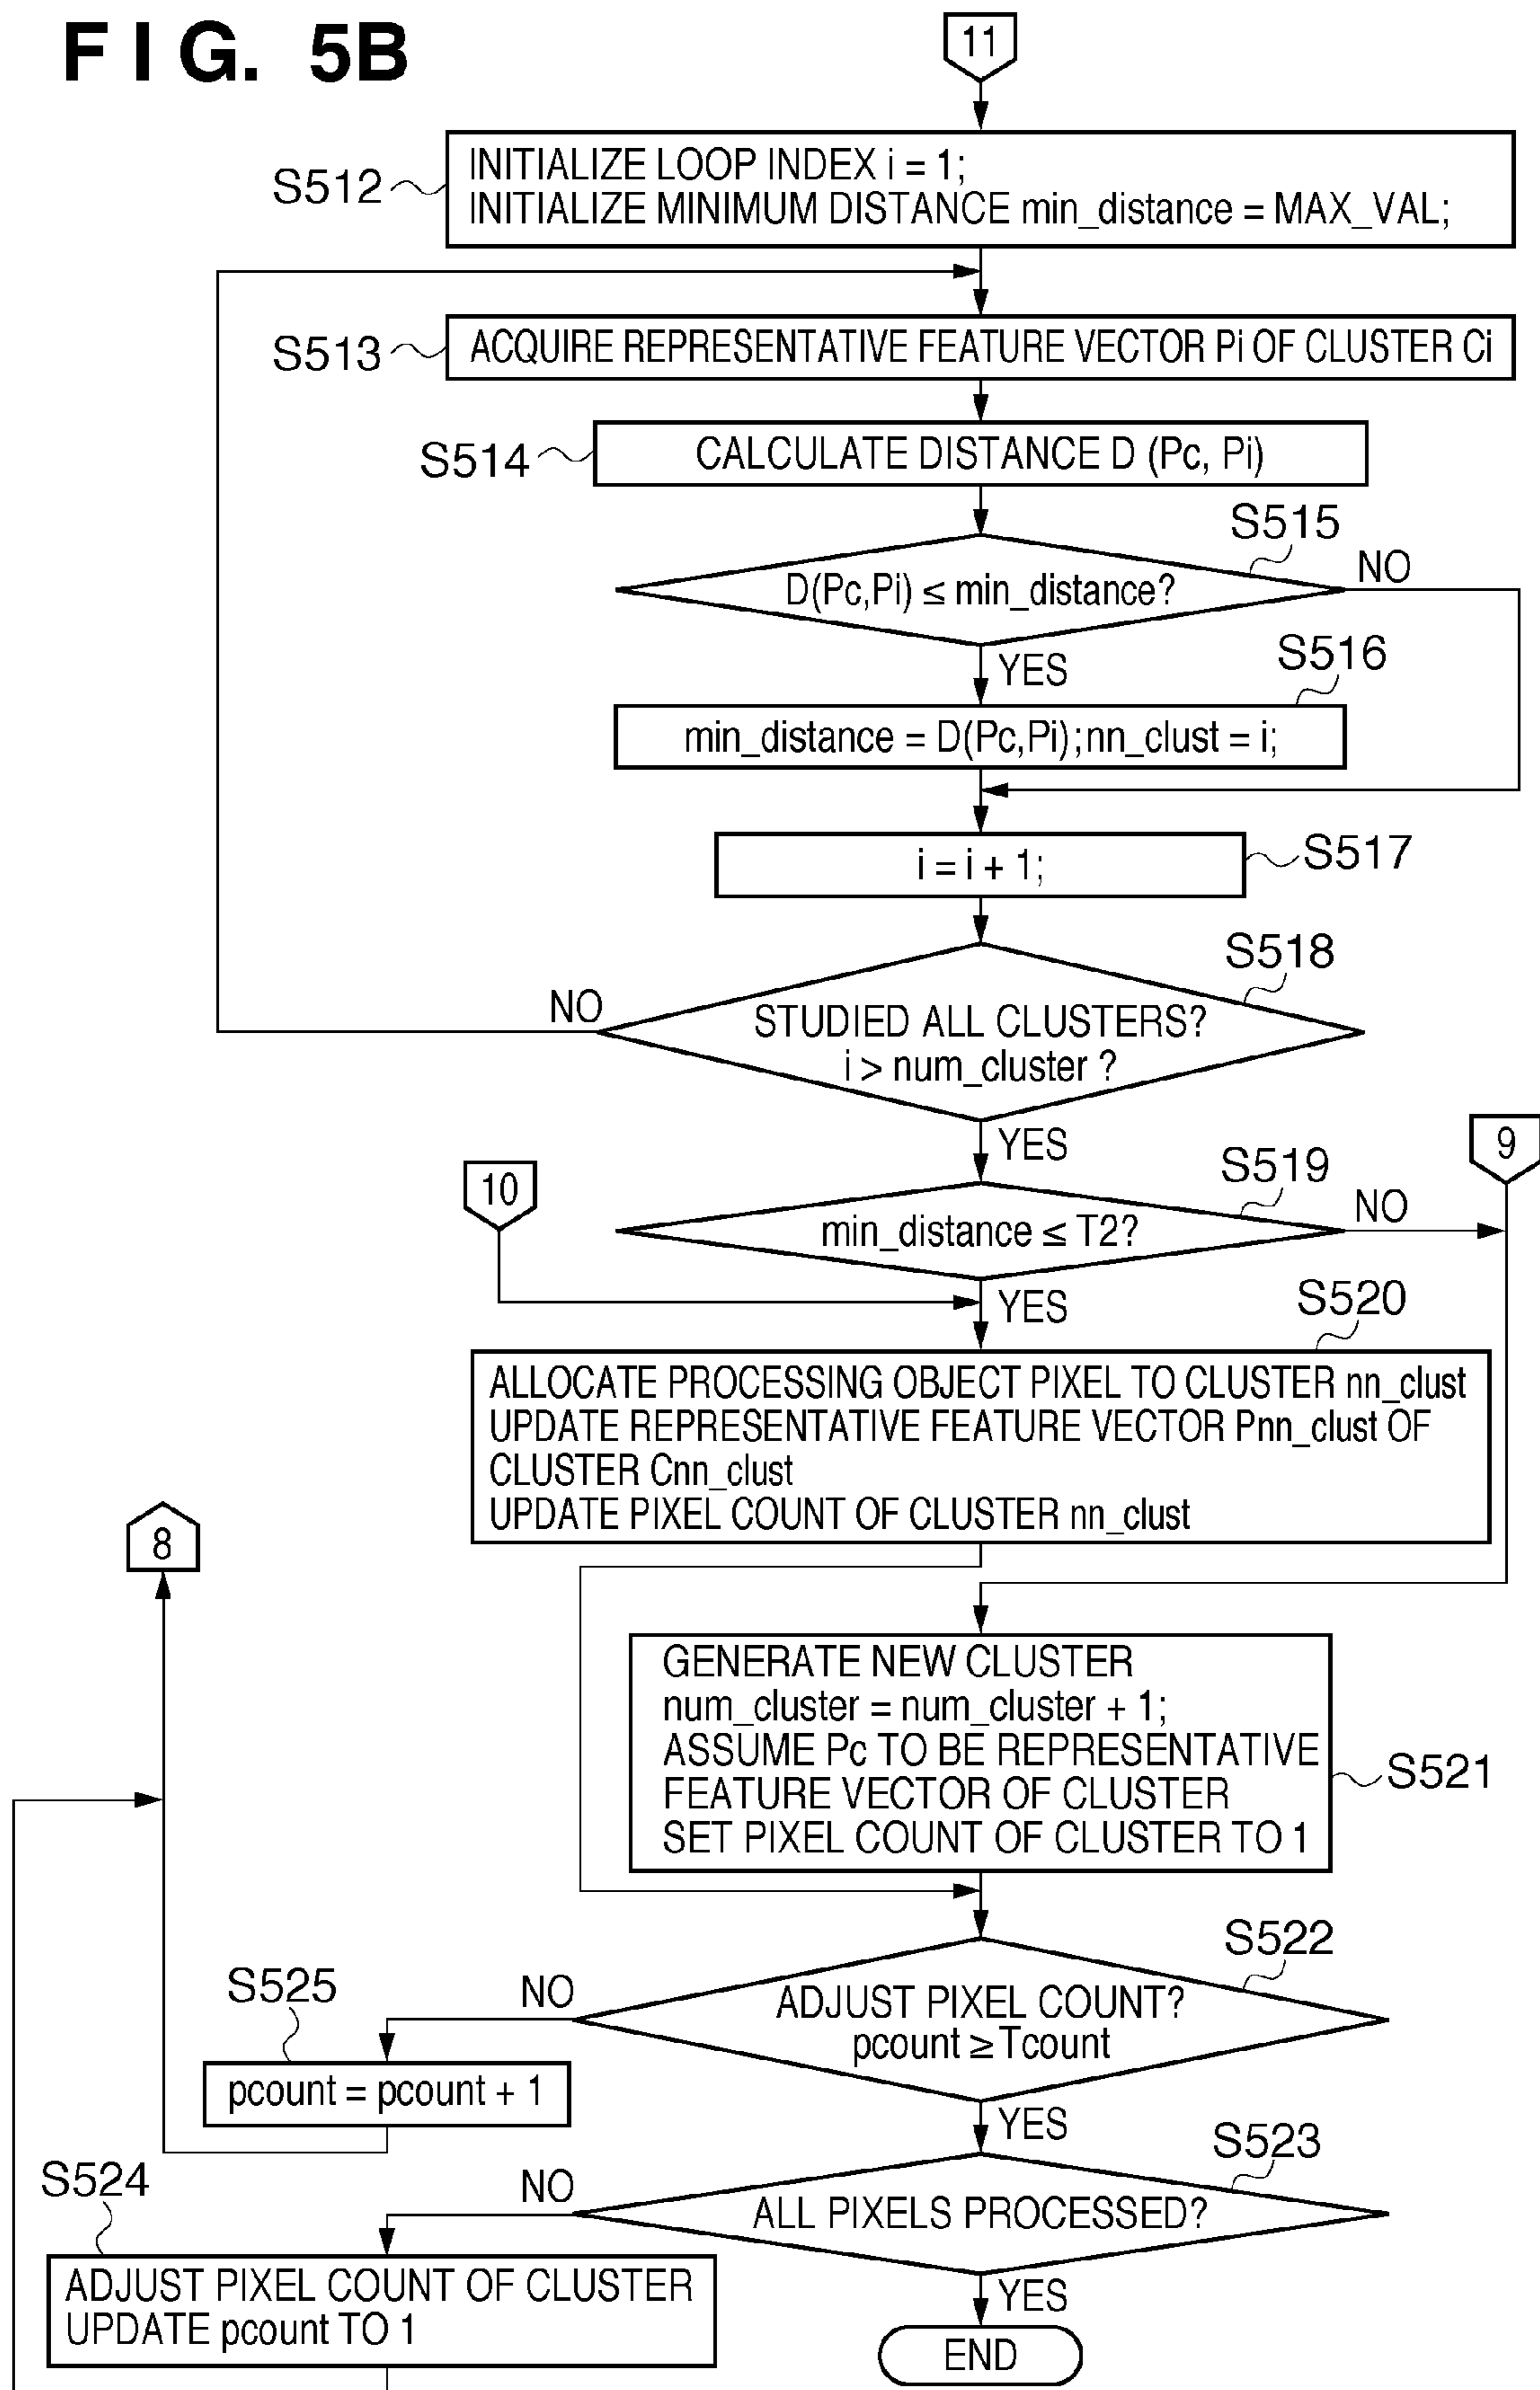 FIG. 5B
11
S512
INITIALIZE LOOP INDEX i = 1;
INITIALIZE MINIMUM DISTANCE min_distance = MAX_VAL;
S513
ACQUIRE REPRESENTATIVE FEATURE VECTOR Pi OF CLUSTER Ci
S514
CALCULATE DISTANCE D (Pc, Pi)
S515
D(Pc,Pi) ≤ min_distance?
NO
YES
S516
min_distance = D(Pc,Pi);nn_clust = i;
i = i + 1;
S517
S518
NO
STUDIED ALL CLUSTERS?
i > num_cluster ?
YES
9
10
S519
min_distance ≤ T2?
NO
YES
S520
ALLOCATE PROCESSING OBJECT PIXEL TO CLUSTER nn_clust
UPDATE REPRESENTATIVE FEATURE VECTOR Pnn_clust OF
CLUSTER Cnn_clust
UPDATE PIXEL COUNT OF CLUSTER nn_clust
8
GENERATE NEW CLUSTER
num_cluster = num_cluster + 1;
ASSUME Pc TO BE REPRESENTATIVE
FEATURE VECTOR OF CLUSTER
SET PIXEL COUNT OF CLUSTER TO 1
S521
S522
ADJUST PIXEL COUNT?
pcount ≥ Tcount
NO
S525
pcount = pcount + 1
YES
S523
ALL PIXELS PROCESSED?
NO
S524
ADJUST PIXEL COUNT OF CLUSTER
UPDATE pcount TO 1
YES
END